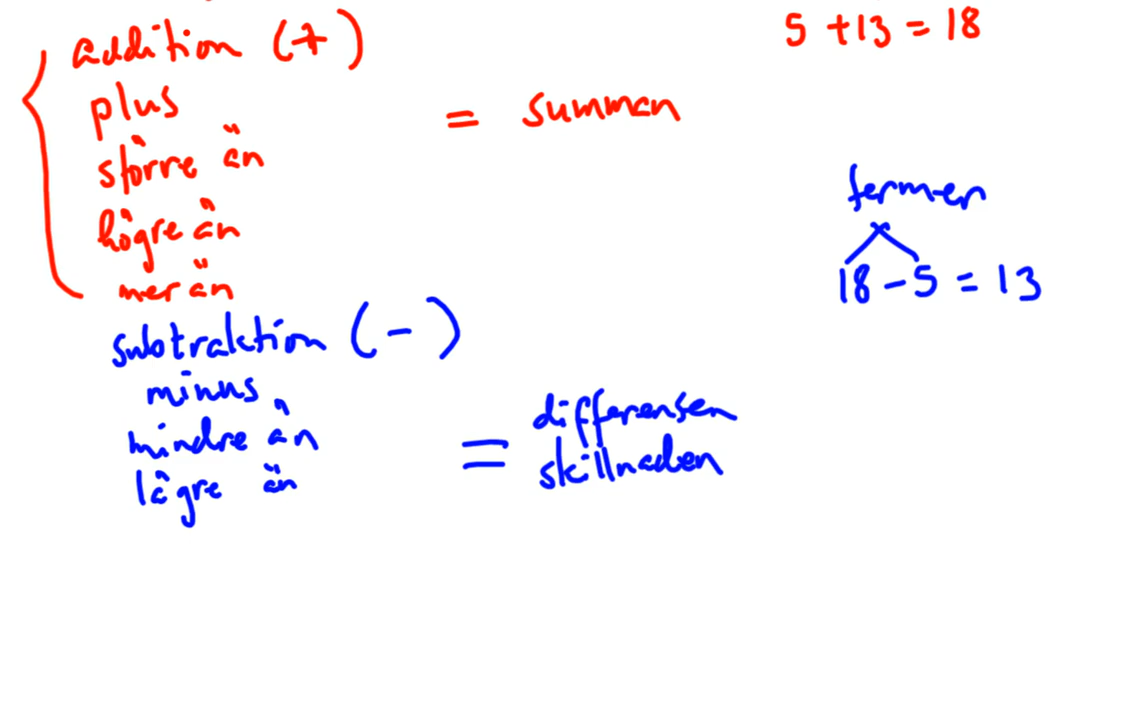 addition (+)
plus
större än
högre än
mer än
= summan
5 + 13 = 18
subtraktion (-)
minus
mindre än
lägre än
= differensen
skillnaden
termer
18 - 5 = 13